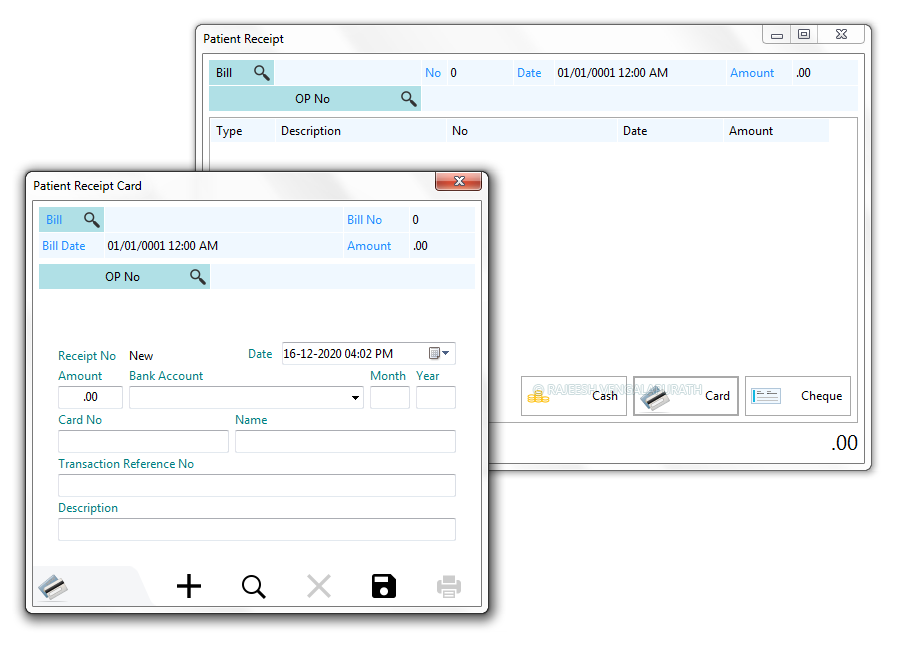 Patient Receipt
Bill No 0 Date 01/01/0001 12:00 AM Amount .00
OP No
Type Description No Date Amount
Cash Card Cheque
.00
Patient Receipt Card
Bill Bill No 0
Bill Date 01/01/0001 12:00 AM Amount .00
OP No
Receipt No New Date 16-12-2020 04:02 PM
Amount Bank Account Month Year
.00
Card No Name
Transaction Reference No
Description